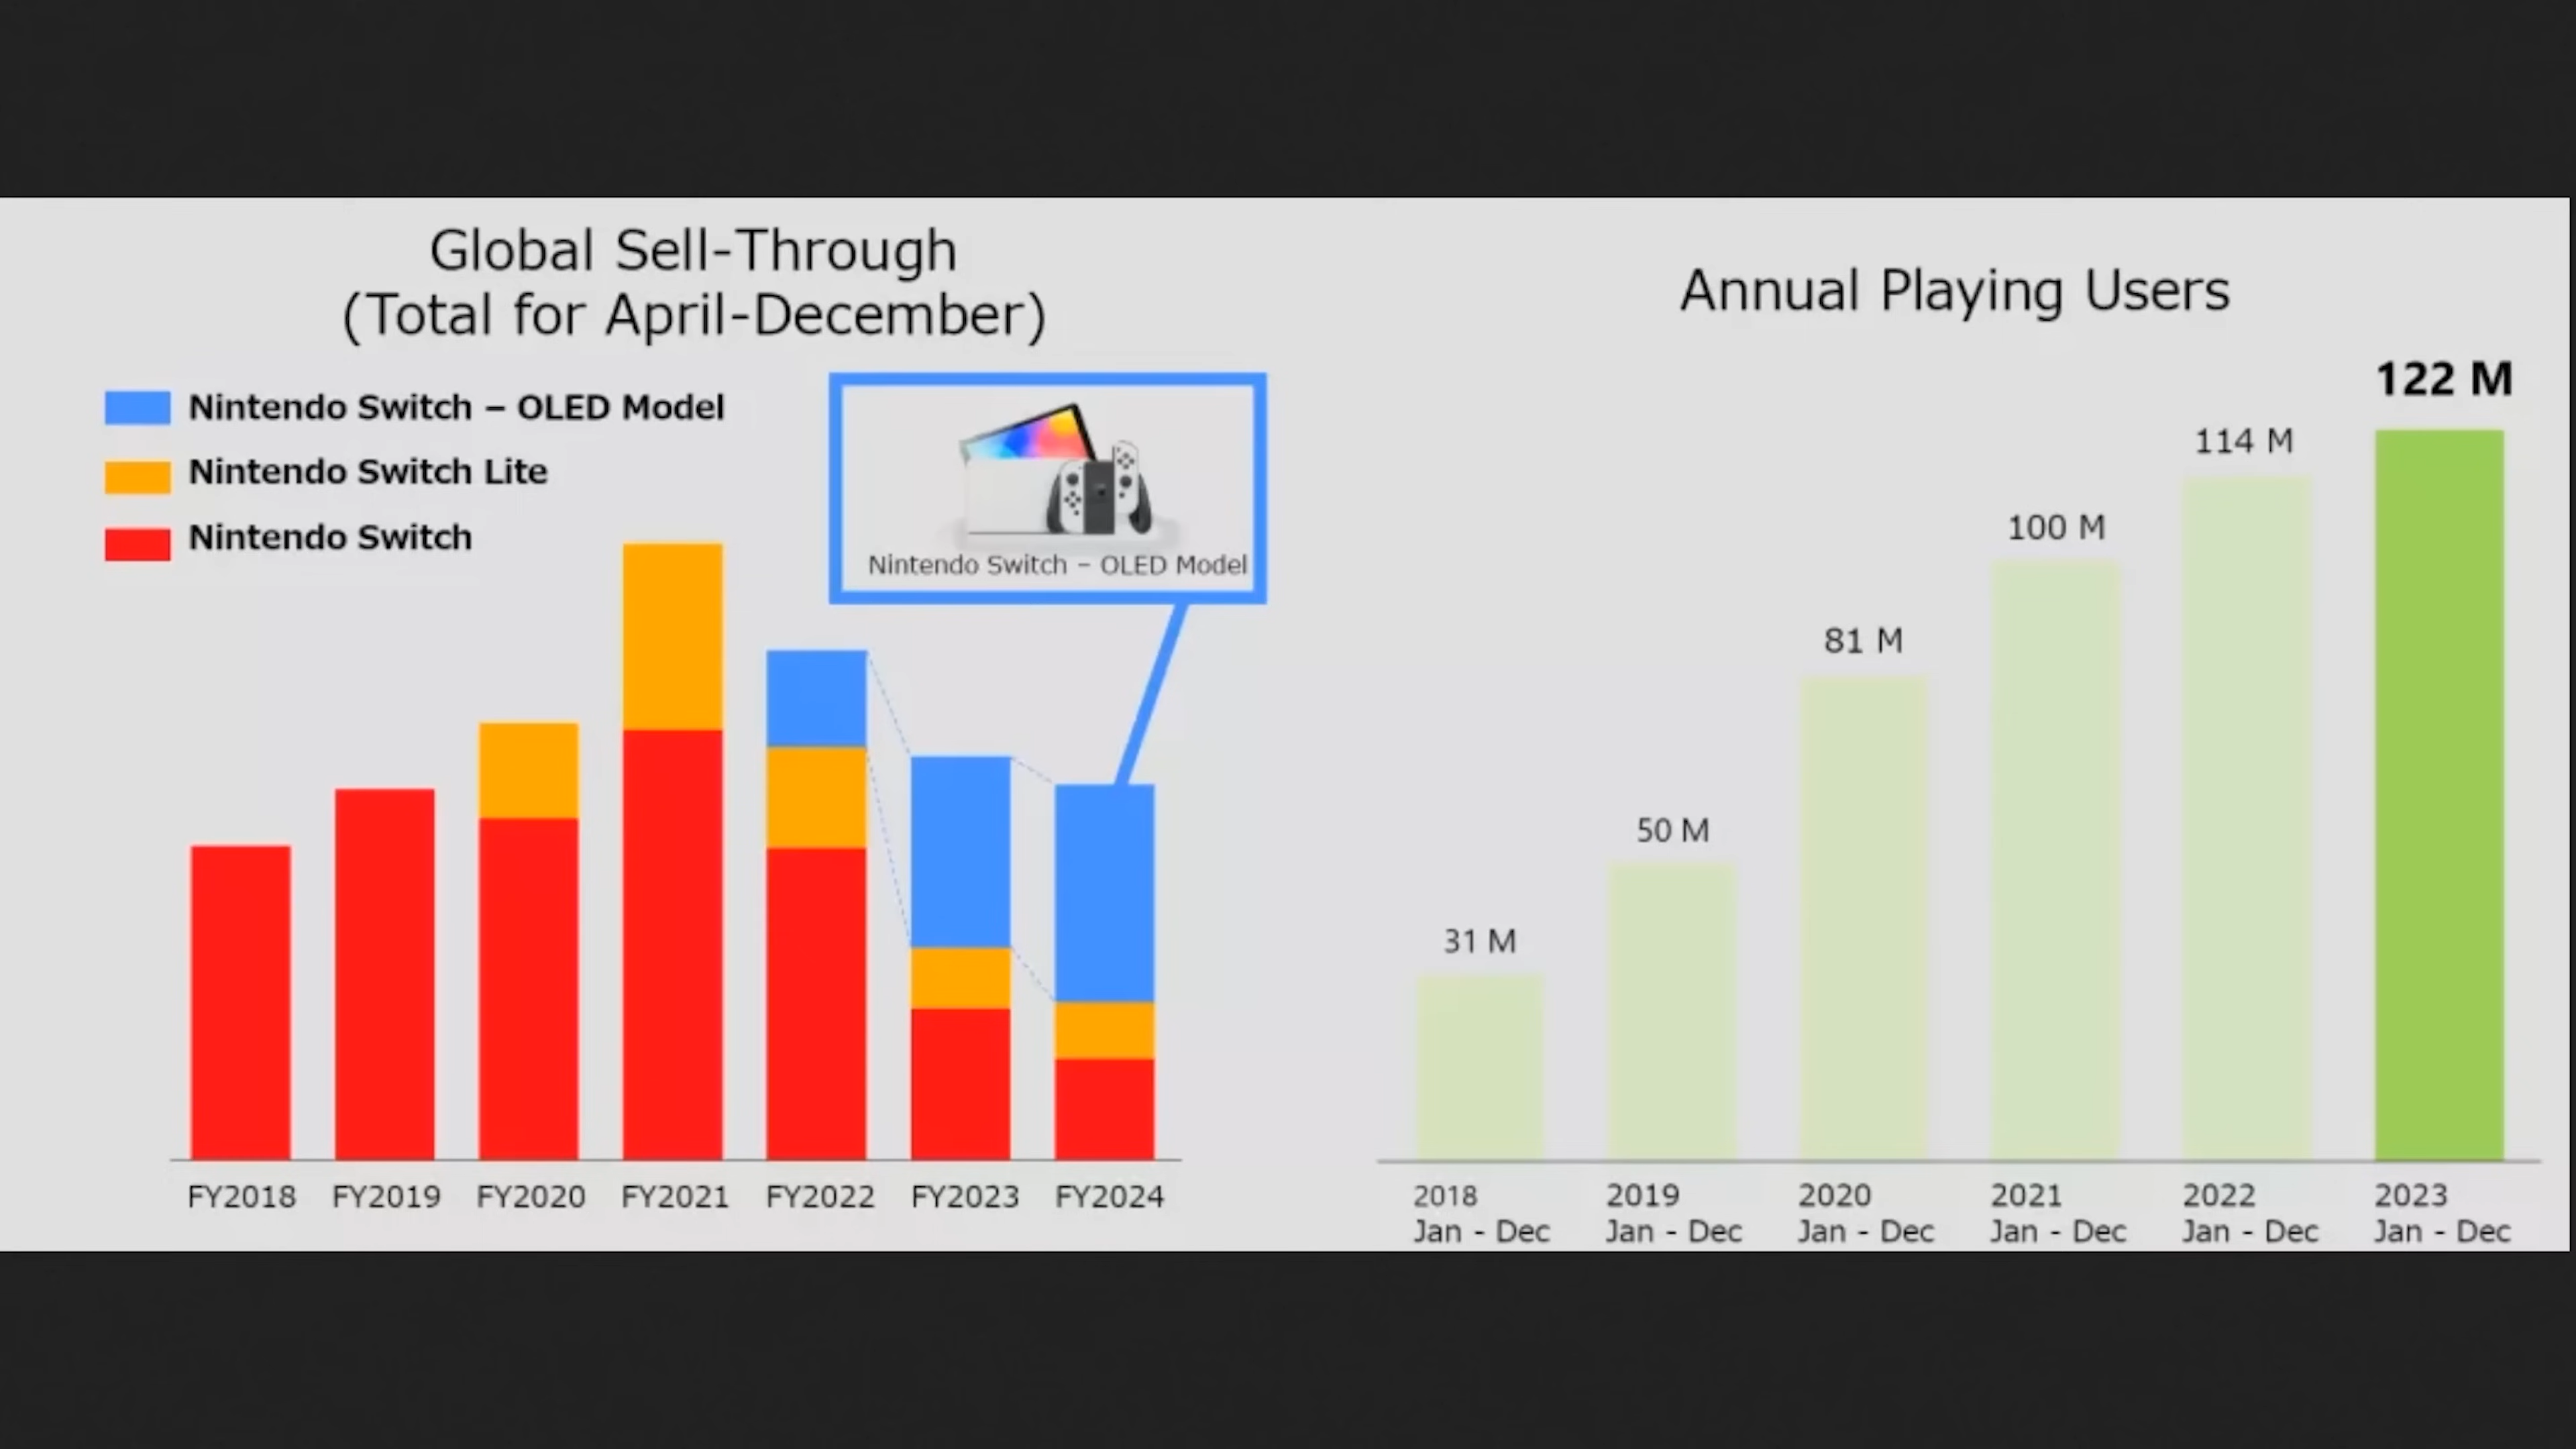 Global Sell-Through
(Total for April-December)
Nintendo Switch – OLED Model
Nintendo Switch Lite
Nintendo Switch
Nintendo Switch – OLED Model
FY2018
FY2019
FY2020
FY2021
FY2022
FY2023
FY2024
Annual Playing Users
31 M
50 M
81 M
100 M
114 M
122 M
2018
Jan - Dec
2019
Jan - Dec
2020
Jan - Dec
2021
Jan - Dec
2022
Jan - Dec
2023
Jan - Dec